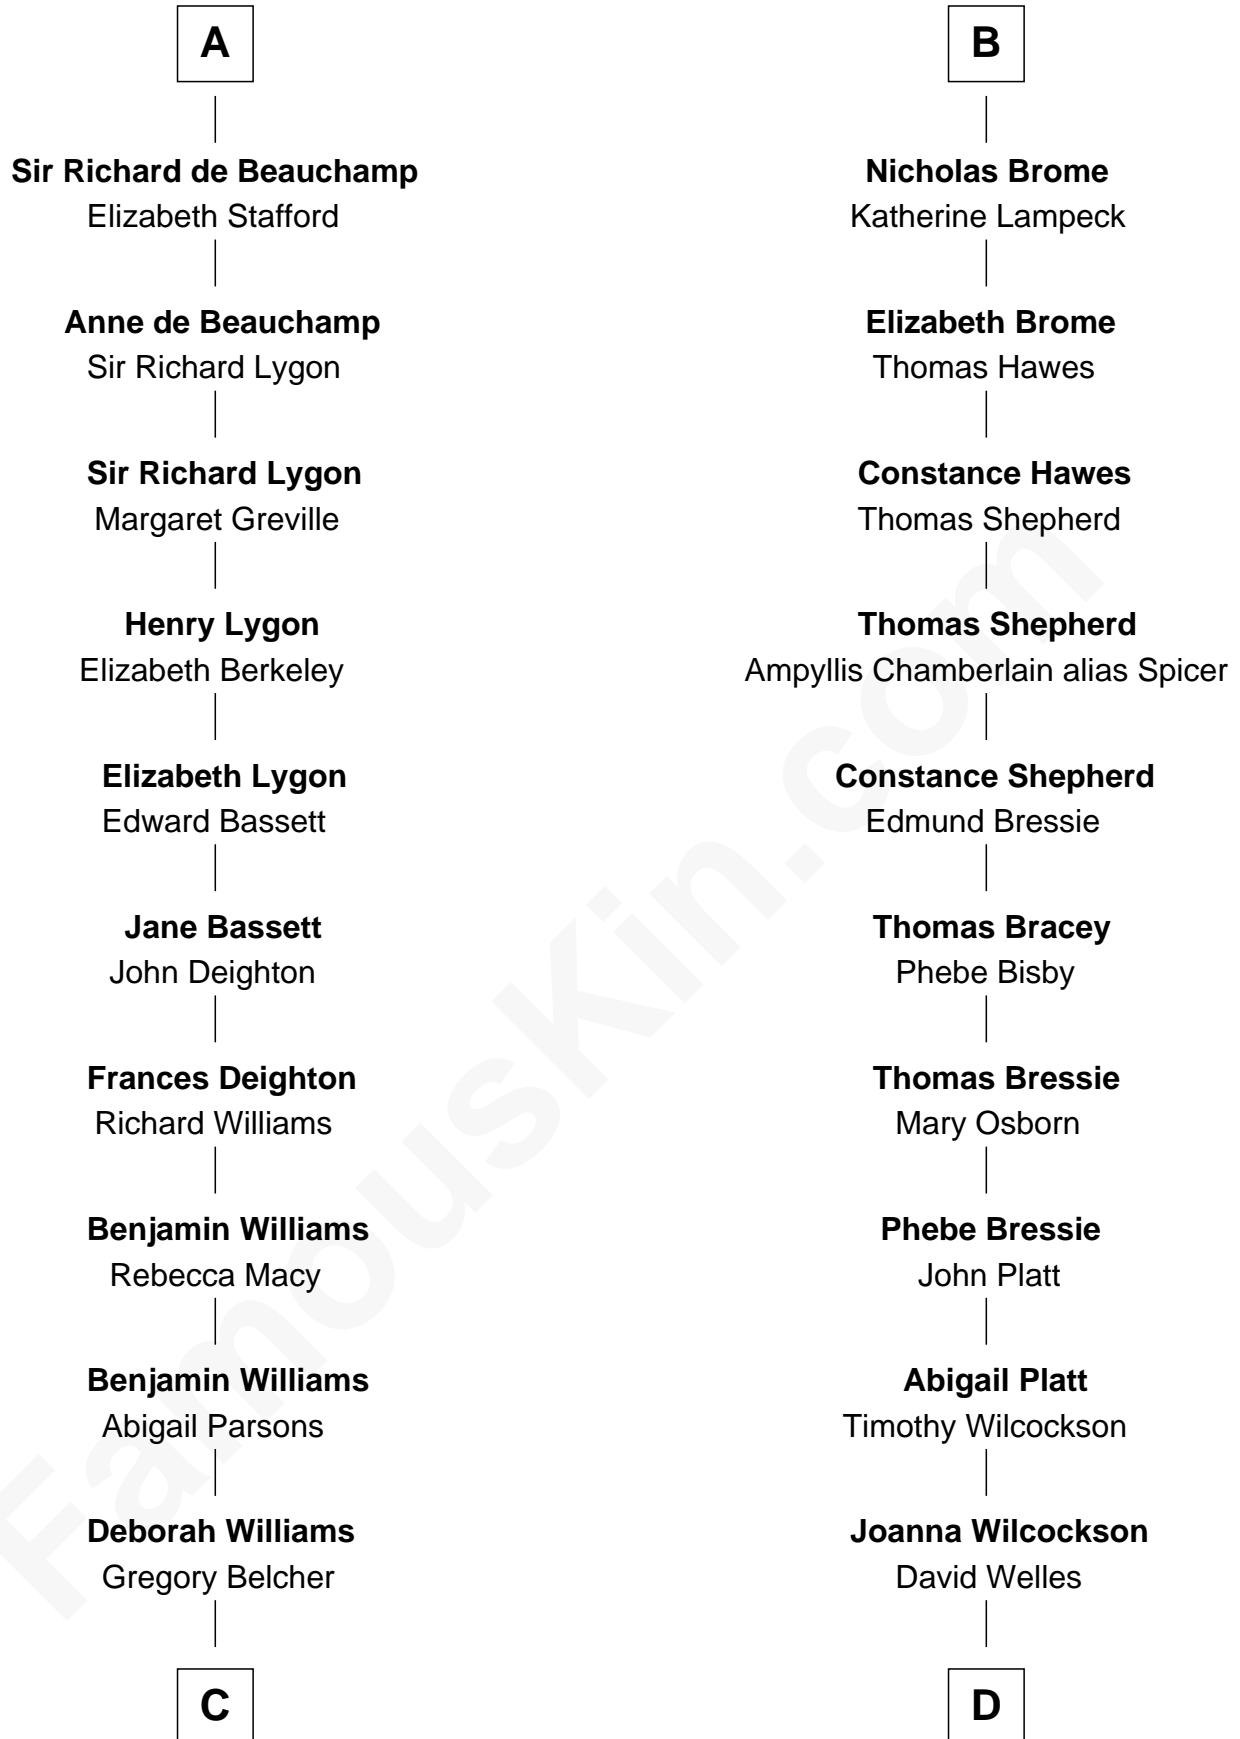 A
Sir Richard de Beauchamp
Elizabeth Stafford
Anne de Beauchamp
Sir Richard Lygon
Sir Richard Lygon
Margaret Greville
Henry Lygon
Elizabeth Berkeley
Elizabeth Lygon
Edward Bassett
Jane Bassett
John Deighton
Frances Deighton
Richard Williams
Benjamin Williams
Rebecca Macy
Benjamin Williams
Abigail Parsons
Deborah Williams
Gregory Belcher
C
B
Nicholas Brome
Katherine Lampeck
Elizabeth Brome
Thomas Hawes
Constance Hawes
Thomas Shepherd
Thomas Shepherd
Ampyllis Chamberlain alias Spicer
Constance Shepherd
Edmund Bressie
Thomas Bracey
Phebe Bisby
Thomas Bressie
Mary Osborn
Phebe Bressie
John Platt
Abigail Platt
Timothy Wilcockson
Joanna Wilcockson
David Welles
D
FamousKin.com